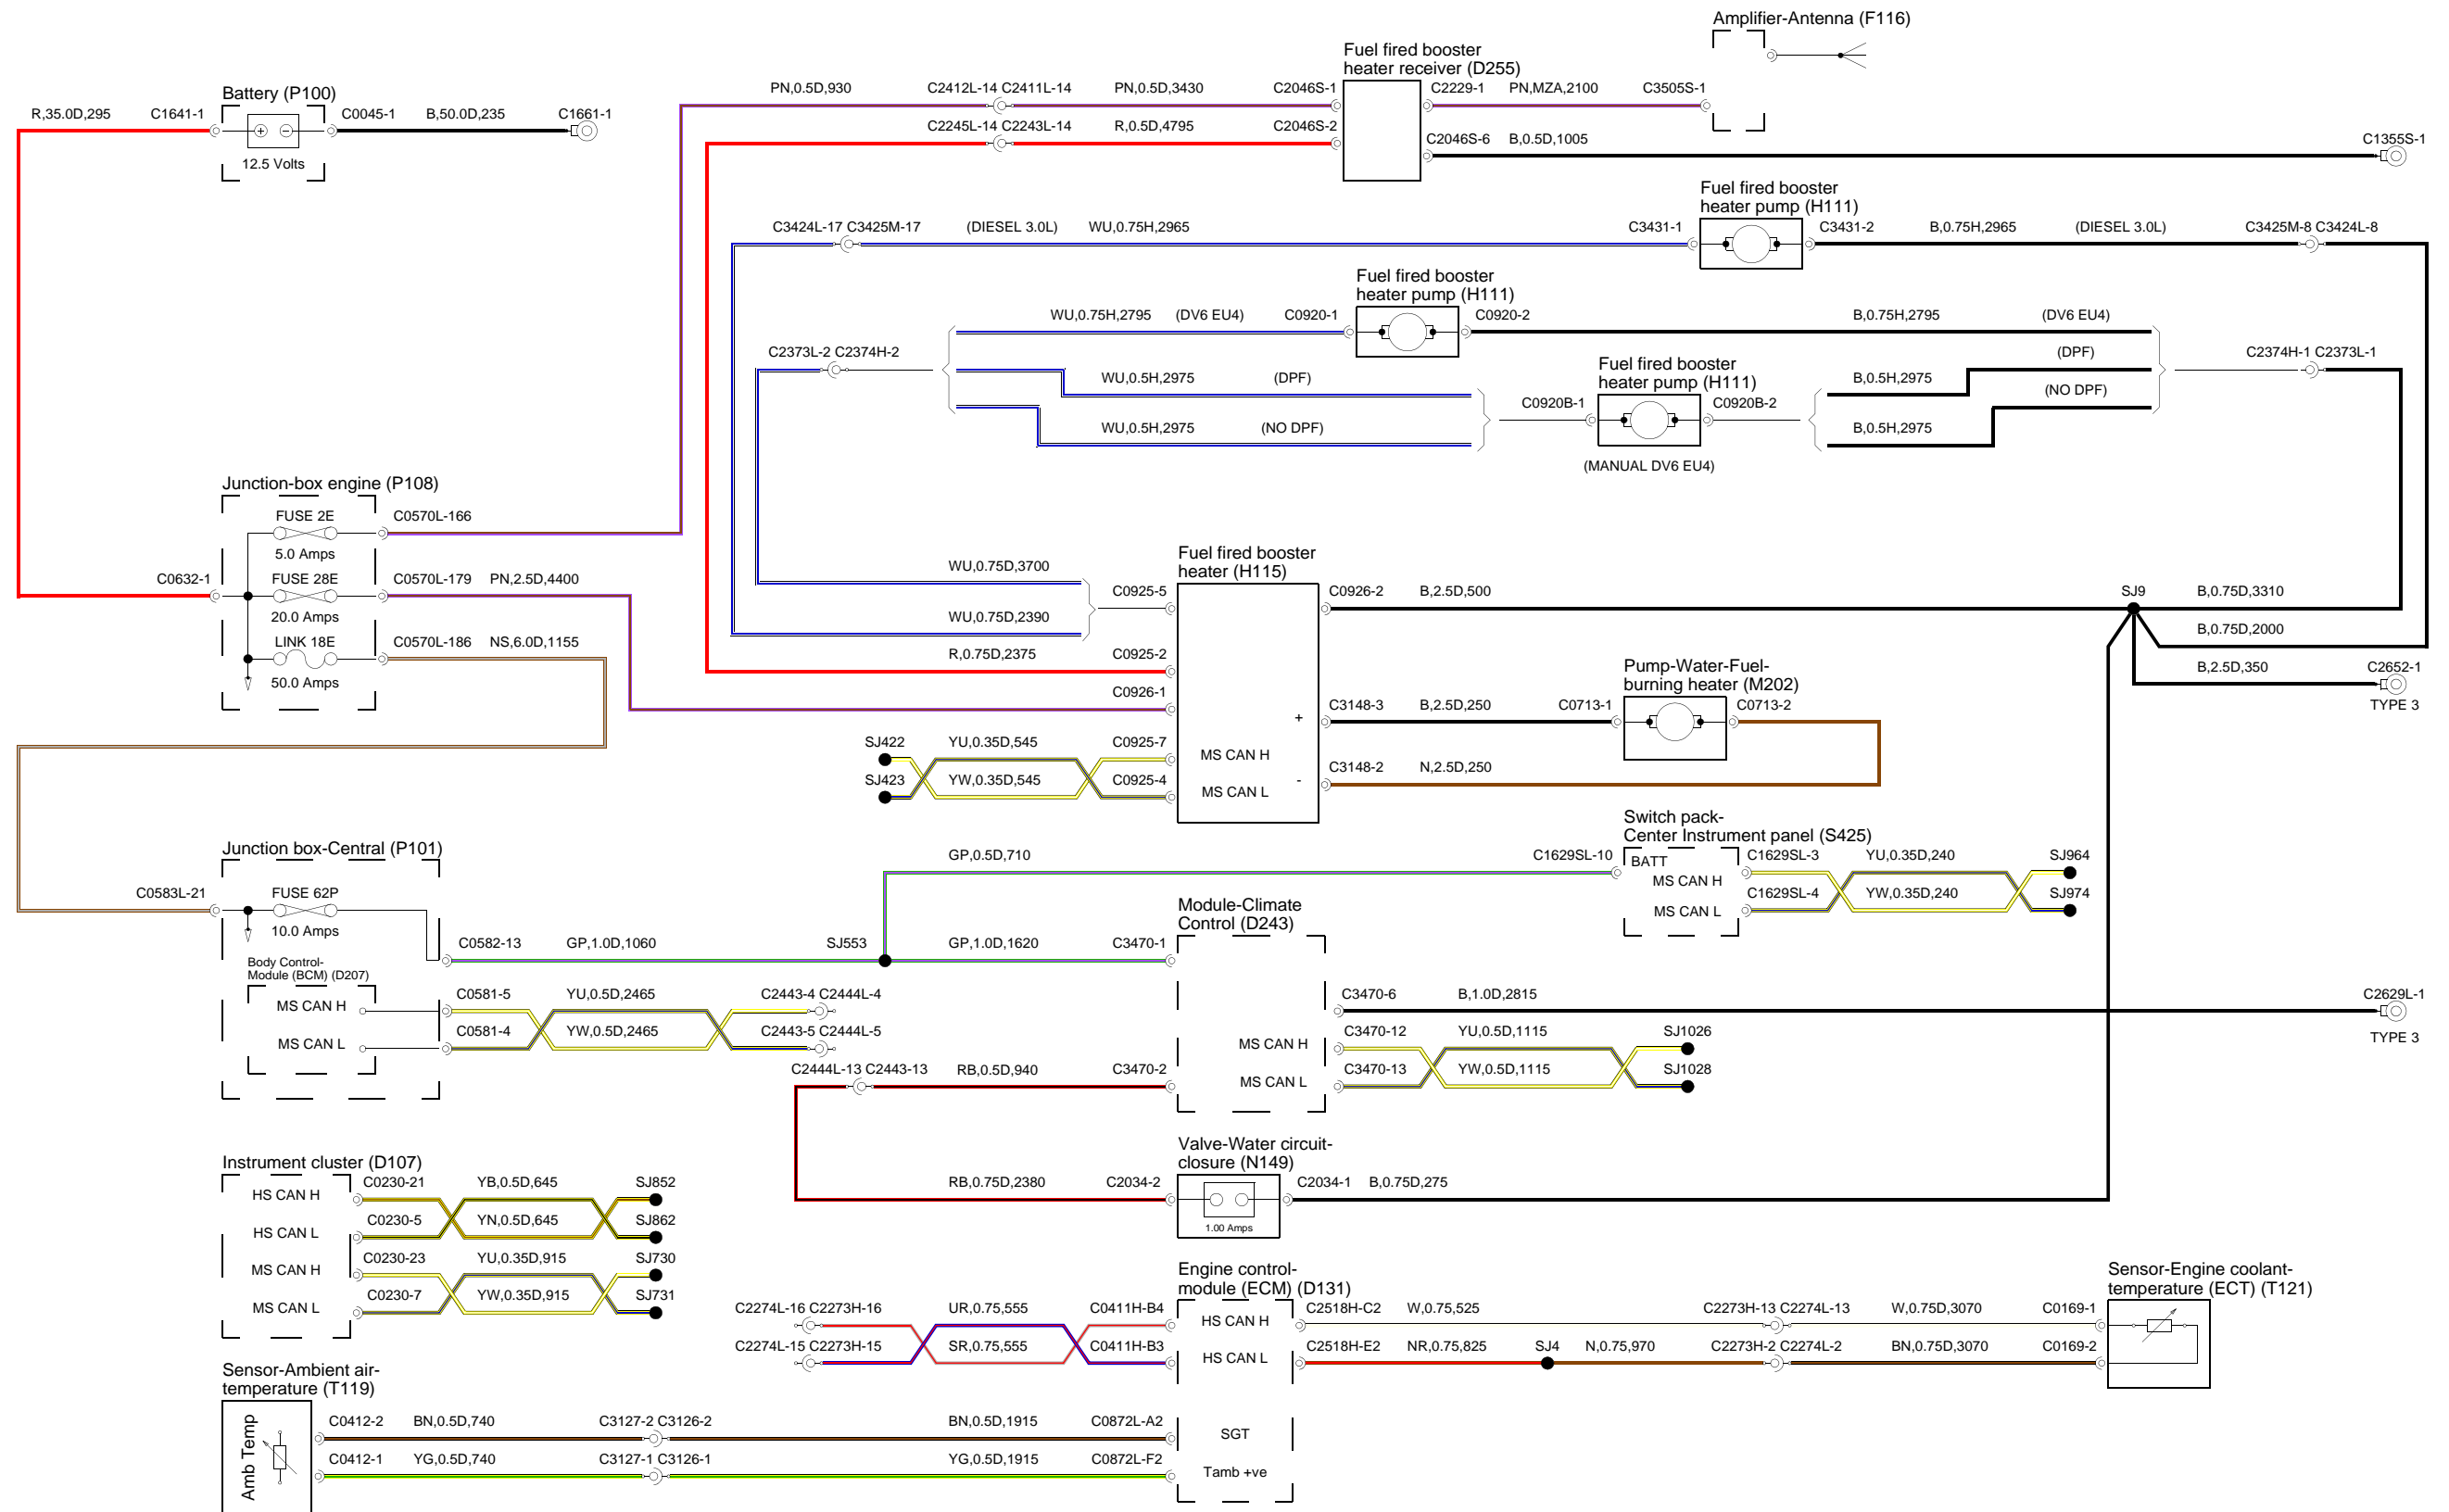 Amplifier-Antenna (F116)
Fuel fired booster
heater receiver (D255)
Battery (P100)
R,35.0D,295 C1641-1 C0045-1 B,50.0D,235 C1661-1
12.5 Volts
PN,0.5D,930 C2412L-14 C2411L-14 PN,0.5D,3430 C2046S-1 C2229-1 PN,MZA,2100 C3505S-1
C2245L-14 C2243L-14 R,0.5D,4795 C2046S-2
C2046S-6 B,0.5D,1005 C1355S-1
Fuel fired booster
heater pump (H111)
C3424L-17 C3425M-17 (DIESEL 3.0L) WU,0.75H,2965 C3431-1 C3431-2 B,0.75H,2965 (DIESEL 3.0L) C3425M-8 C3424L-8
Fuel fired booster
heater pump (H111)
WU,0.75H,2795 (DV6 EU4) C0920-1 C0920-2 B,0.75H,2795 (DV6 EU4)
C2373L-2 C2374H-2 (DPF) C2374H-1 C2373L-1
Fuel fired booster
heater pump (H111)
WU,0.5H,2975 (DPF) B,0.5H,2975
(NO DPF)
C0920B-1 C0920B-2
WU,0.5H,2975 (NO DPF) B,0.5H,2975
(MANUAL DV6 EU4)
Junction-box engine (P108)
FUSE 2E C0570L-166
5.0 Amps
C0632-1 FUSE 28E C0570L-179 PN,2.5D,4400
20.0 Amps
LINK 18E C0570L-186 NS,6.0D,1155
50.0 Amps
Fuel fired booster
heater (H115)
WU,0.75D,3700 C0925-5 C0926-2 B,2.5D,500 SJ9 B,0.75D,3310
WU,0.75D,2390 B,0.75D,2000
R,0.75D,2375 C0925-2 B,2.5D,350 C2652-1
TYPE 3
C0926-1
Pump-Water-Fuel-
burning heater (M202)
+ C3148-3 B,2.5D,250 C0713-1 C0713-2
SJ422 YU,0.35D,545 C0925-7 MS CAN H
SJ423 YW,0.35D,545 C0925-4 MS CAN L - C3148-2 N,2.5D,250
Switch pack-
Center Instrument panel (S425)
GP,0.5D,710 C1629SL-10 BATT C1629SL-3 YU,0.35D,240 SJ964
MS CAN H
C1629SL-4 YW,0.35D,240 SJ974
MS CAN L
Junction box-Central (P101)
C0583L-21 FUSE 62P
10.0 Amps
C0582-13 GP,1.0D,1060 SJ553 GP,1.0D,1620 C3470-1
Module-Climate
Control (D243)
Body Control-
Module (BCM) (D207)
MS CAN H C0581-5 YU,0.5D,2465 C2443-4 C2444L-4
MS CAN L C0581-4 YW,0.5D,2465 C2443-5 C2444L-5
C3470-6 B,1.0D,2815 C2629L-1
TYPE 3
MS CAN H C3470-12 YU,0.5D,1115 SJ1026
MS CAN L C3470-13 YW,0.5D,1115 SJ1028
C2444L-13 C2443-13 RB,0.5D,940 C3470-2
Valve-Water circuit-
closure (N149)
RB,0.75D,2380 C2034-2 C2034-1 B,0.75D,275
1.00 Amps
Instrument cluster (D107)
HS CAN H C0230-21 YB,0.5D,645 SJ852
HS CAN L C0230-5 YN,0.5D,645 SJ862
MS CAN H C0230-23 YU,0.35D,915 SJ730
MS CAN L C0230-7 YW,0.35D,915 SJ731
Engine control-
module (ECM) (D131)
Sensor-Engine coolant-
temperature (ECT) (T121)
C2274L-16 C2273H-16 UR,0.75,555 C0411H-B4 HS CAN H C2518H-C2 W,0.75,525 C2273H-13 C2274L-13 W,0.75D,3070 C0169-1
C2274L-15 C2273H-15 SR,0.75,555 C0411H-B3 HS CAN L C2518H-E2 NR,0.75,825 SJ4 N,0.75,970 C2273H-2 C2274L-2 BN,0.75D,3070 C0169-2
Sensor-Ambient air-
temperature (T119)
Amb Temp
C0412-2 BN,0.5D,740 C3127-2 C3126-2 BN,0.5D,1915 C0872L-A2 SGT
C0412-1 YG,0.5D,740 C3127-1 C3126-1 YG,0.5D,1915 C0872L-F2 Tamb +ve